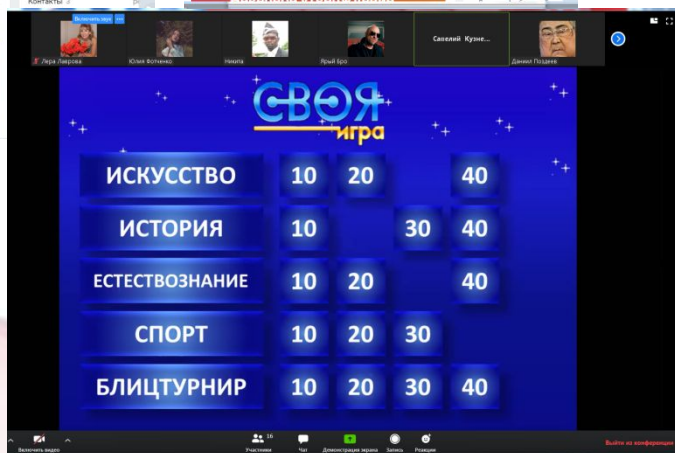 Контакты
Включить звук
Лера Лаврова
Юлия Фотченко
Никита
Ярый Бро
Савелий Кузне...
Даниил Поздеев
СВОЯ
игра
ИСКУССТВО 10 20 40
ИСТОРИЯ 10 30 40
ЕСТЕСТВОЗНАНИЕ 10 20 40
СПОРТ 10 20 30
БЛИЦТУРНИР 10 20 30 40
Включить видео
16
Участники
Чат
Демонстрация экрана
Запись
Реакции
Выйти из конференции